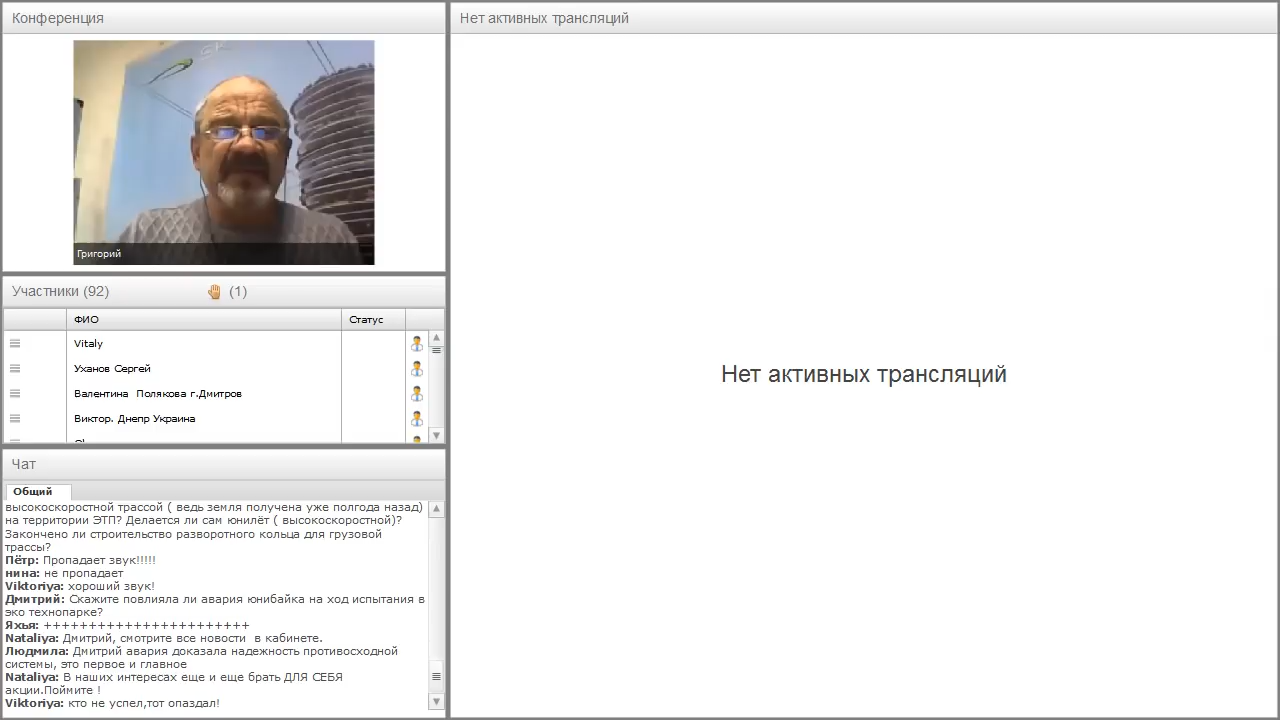 Конференция
Григорий
Участники (92)
(1)
ФИО
Статус
Vitaly
Уханов Сергей
Валентина Полякова г.Дмитров
Виктор. Днепр Украина
Чат
Общий
высокоскоростной трассой ( ведь земля получена уже полгода назад)
на территории ЭТП? Делается ли сам юнилёт ( высокоскоростной)?
Закончено ли строительство разворотного кольца для грузовой
трассы?
Пётр: Пропадает звук!!!!!
нина: не пропадает
Viktoriya: хороший звук!
Дмитрий: Скажите повлияла ли авария юнибайка на ход испытания в
эко технопарке?
Яхья: +++++++++++++++++++++++
Nataliya: Дмитрий, смотрите все новости в кабинете.
Людмила: Дмитрий авария доказала надежность противосходной
системы, это первое и главное
Nataliya: В наших интересах еще и еще брать ДЛЯ СЕБЯ
акции.Поймите !
Viktoriya: кто не успел,тот опаздал!
Нет активных трансляций
Нет активных трансляций